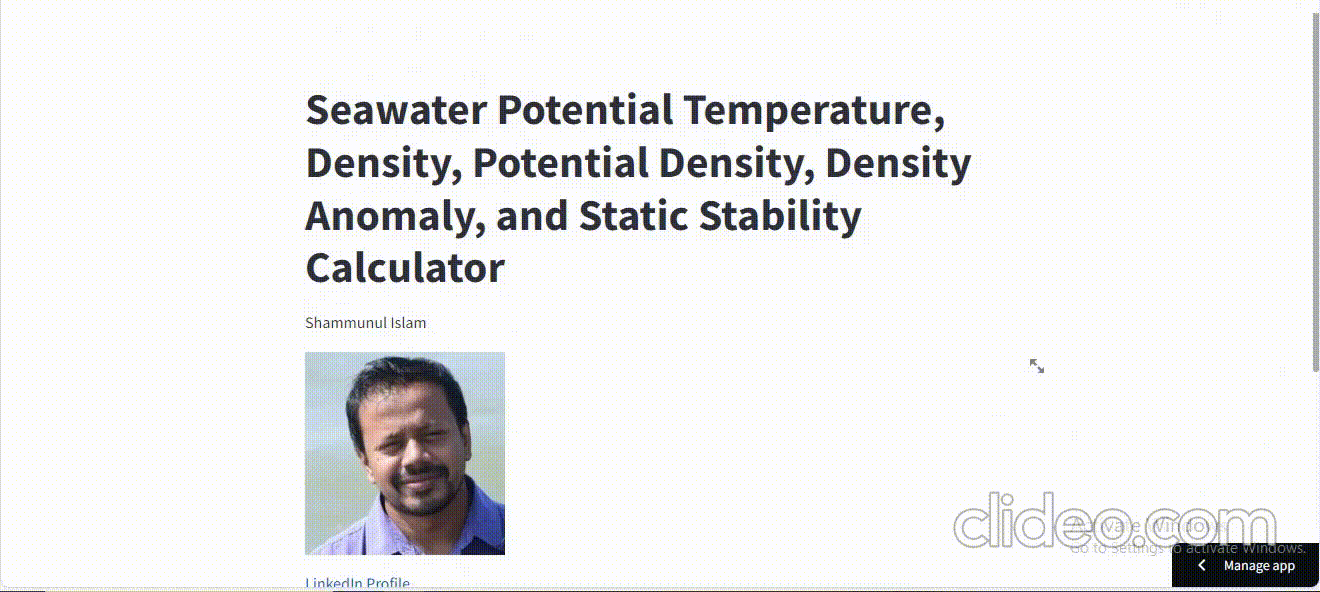 Seawater Potential Temperature,
Density, Potential Density, Density
Anomaly, and Static Stability
Calculator
Shammunul Islam
LinkedIn Profile
clideo.com
Activate Windows
Go to Settings to activate Windows.
Manage app